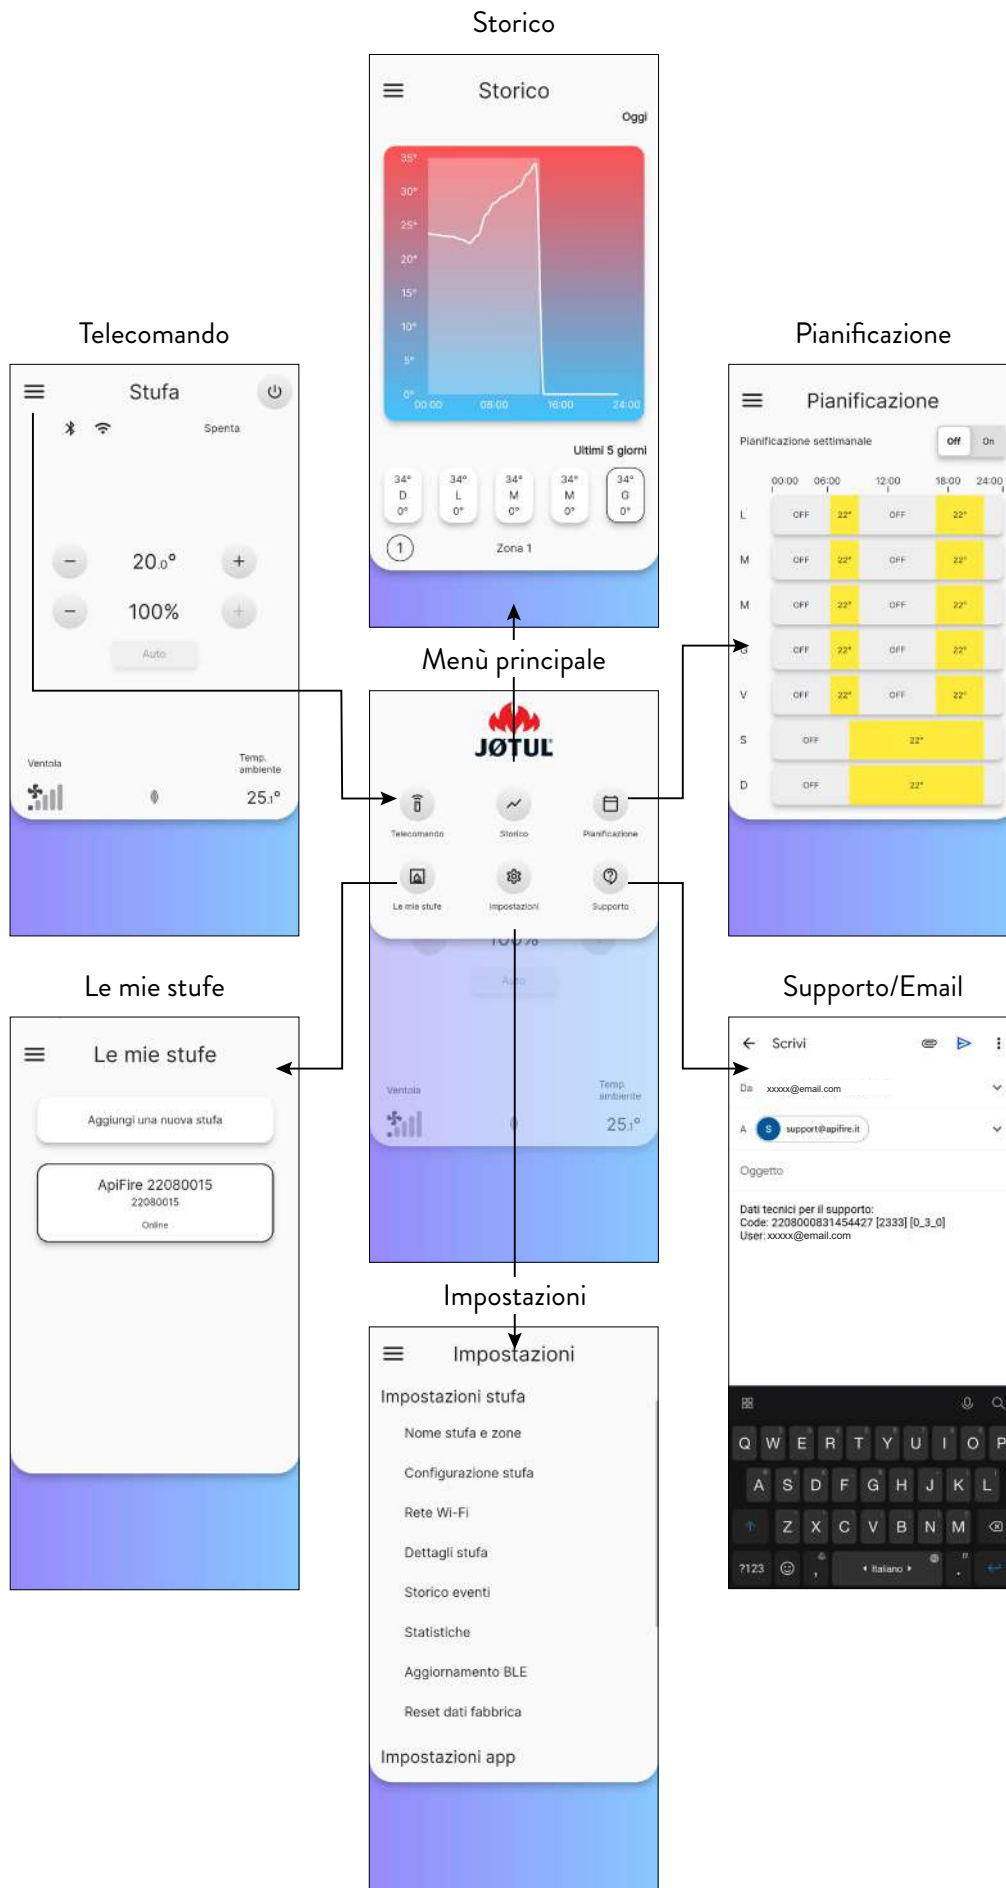 Storico
Storico
Oggi
35°
30°
25°
20°
15°
10°
5°
0°
00:00 08:00 16:00 24:00
Ultimi 5 giorni
34° 34° 34° 34° 34°
D L M M G
0° 0° 0° 0° 0°
1 Zona 1
Telecomando
Stufa
Spenta
20.0°
100%
Auto
Ventola
Temp.
ambiente
25.1°
Pianificazione
Pianificazione
Pianificazione settimanale Off On
00:00 06:00 12:00 18:00 24:00
L OFF 22° OFF 22°
M OFF 22° OFF 22°
M OFF 22° OFF 22°
G OFF 22° OFF 22°
V OFF 22° OFF 22°
S OFF 22°
D OFF 22°
Menù principale
JØTUL
Telecomando Storico Pianificazione
Le mie stufe Impostazioni Supporto
100%
Auto
Ventola
Temp.
ambiente
25.1°
Le mie stufe
Le mie stufe
Aggiungi una nuova stufa
ApiFire 22080015
22080015
Online
Supporto/Email
Scrivi
Da xxxxx@email.com
A S support@apifire.it
Oggetto
Dati tecnici per il supporto:
Code: 2208000831454427 [2333] [0_3_0]
User: xxxxx@email.com
Q W E R T Y U I O P
A S D F G H J K L
Z X C V B N M
?123 , Italiano .
Impostazioni
Impostazioni
Impostazioni stufa
Nome stufa e zone
Configurazione stufa
Rete Wi-Fi
Dettagli stufa
Storico eventi
Statistiche
Aggiornamento BLE
Reset dati fabbrica
Impostazioni app